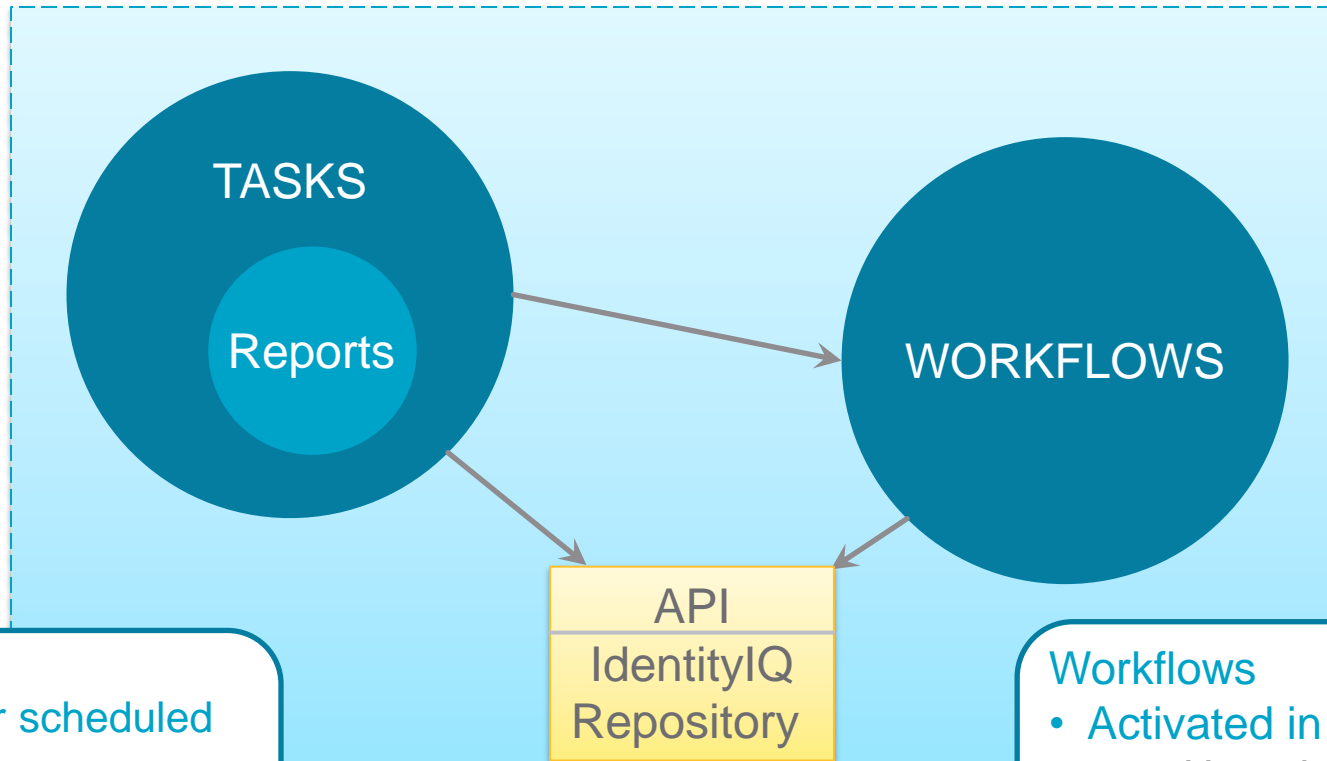 TASKS
Reports
WORKFLOWS
API
IdentityIQ
Repository
scheduled
Workflows
• Activated in